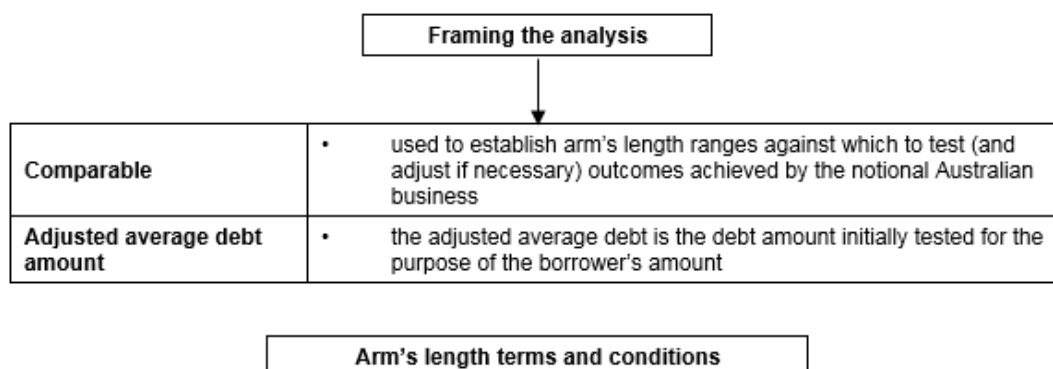 Framing the analysis
Comparable
• used to establish arm's length ranges against which to test (and
adjust if necessary) outcomes achieved by the notional Australian
business
Adjusted average debt
amount
• the adjusted average debt is the debt amount initially tested for the
purpose of the borrower's amount
Arm's length terms and conditions